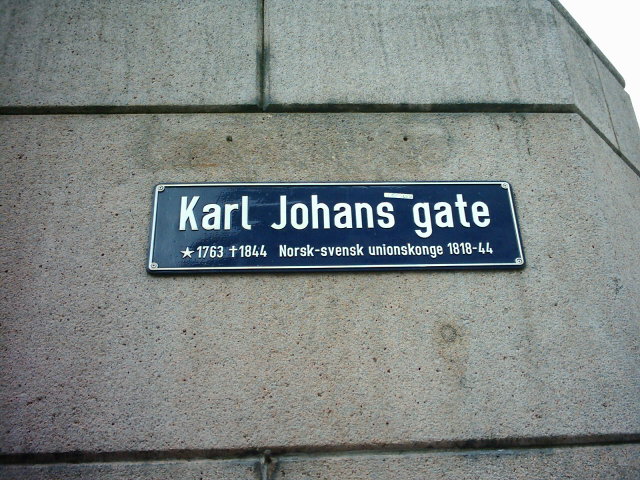 Karl Johans gate
★1763 ✝1844 Norsk-svensk unionskonge 1818-44